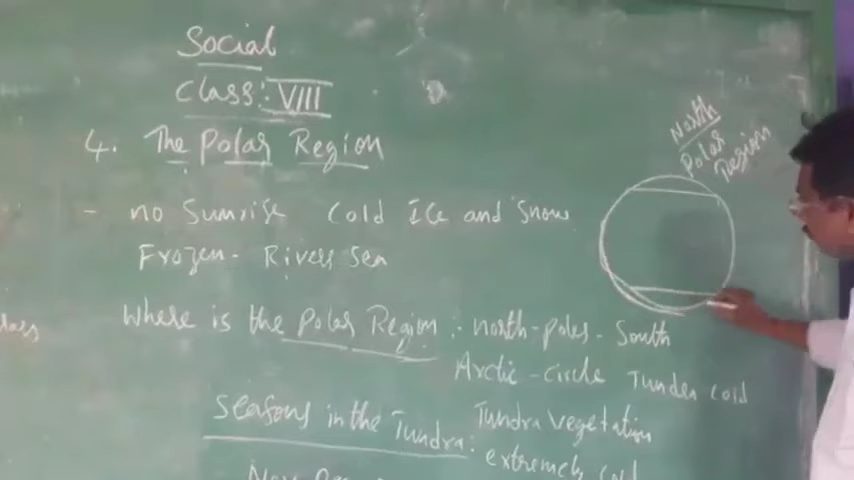 Social
Class: VIII
4. The Polar Region
- no Sunrise Cold Ice and Snow
Frozen - Rivers Sea
Where is the Polar Region :- north-poles - South
Arctic - circle Tunden cold
Seasons in the Tundra: Tundra vegetation
extremely cold
North
Polar
Region